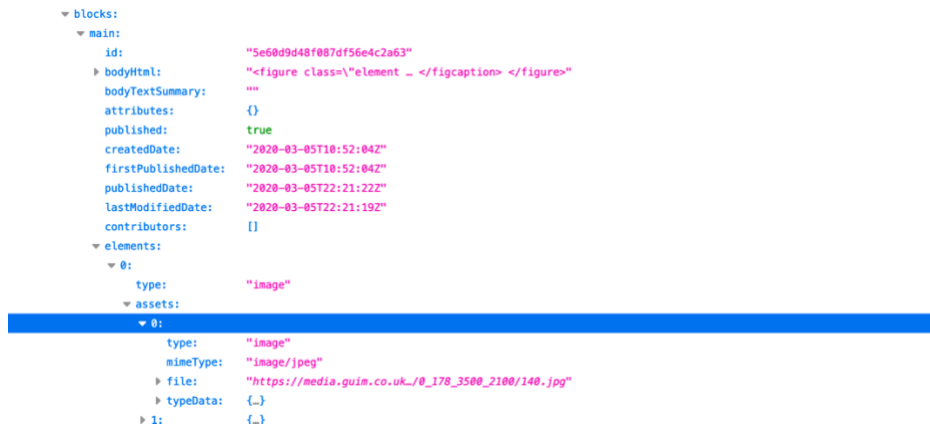 blocks:
main:
id: "5e60d9d48f087df56e4c2a63"
bodyHtml: "<figure class=\"element … </figcaption> </figure>"
bodyTextSummary: ""
attributes: {}
published: true
createdDate: "2020-03-05T10:52:04Z"
firstPublishedDate: "2020-03-05T10:52:04Z"
publishedDate: "2020-03-05T22:21:22Z"
lastModifiedDate: "2020-03-05T22:21:19Z"
contributors: []
elements:
0:
type: "image"
assets:
0:
type: "image"
mimeType: "image/jpeg"
file: "https://media.guim.co.uk…/0_178_3500_2100/140.jpg"
typeData: {…}
1: {…}